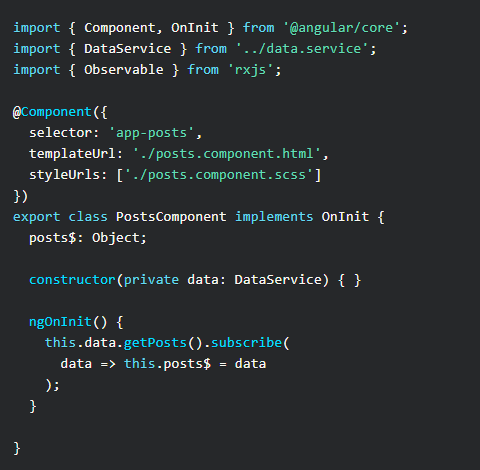 import { Component, OnInit } from '@angular/core';
import { DataService } from '../data.service';
import { Observable } from 'rxjs';

@Component({
  selector: 'app-posts',
  templateUrl: './posts.component.html',
  styleUrls: ['./posts.component.scss']
})
export class PostsComponent implements OnInit {
  posts$: Object;

  constructor(private data: DataService) { }

  ngOnInit() {
    this.data.getPosts().subscribe(
      data => this.posts$ = data
    );
  }

}